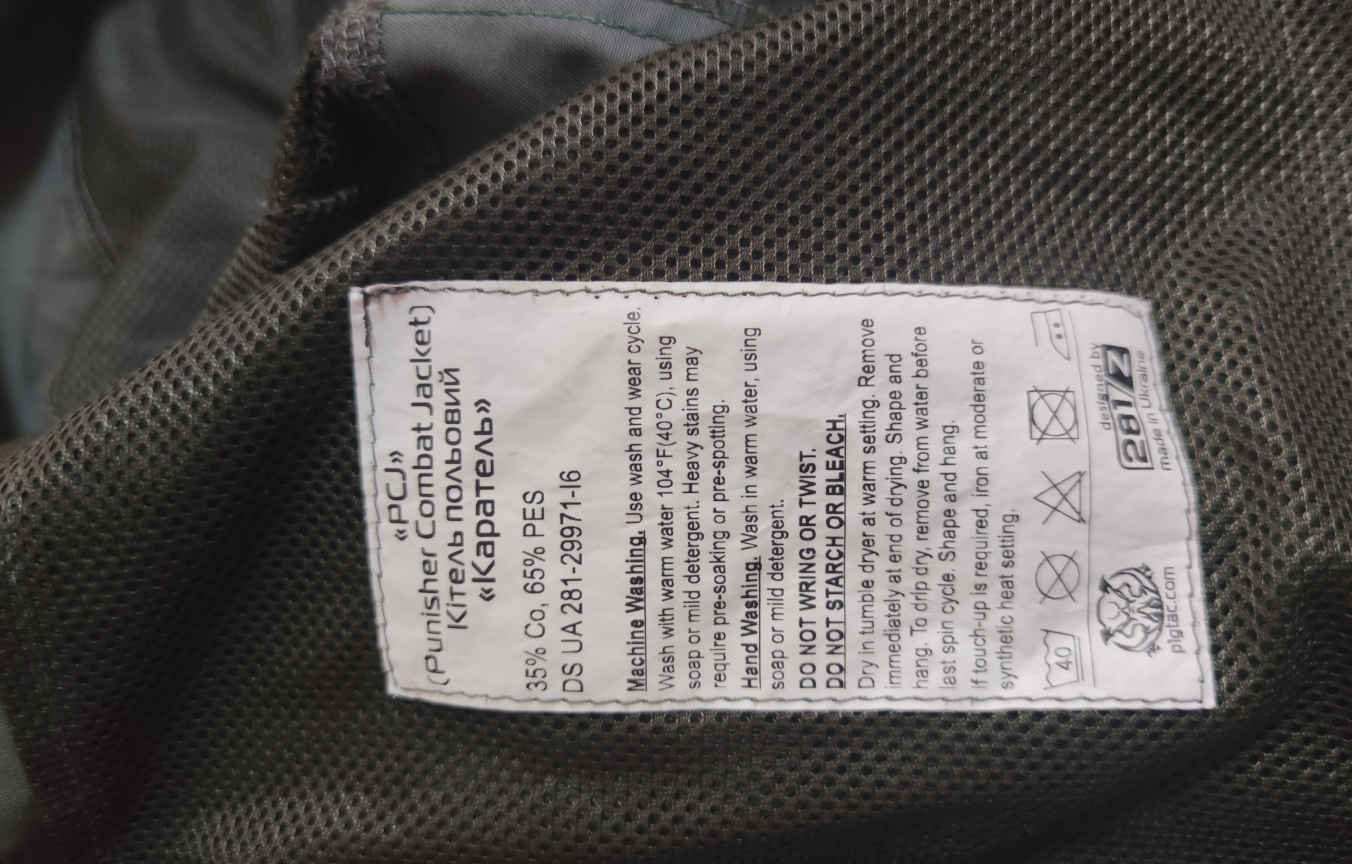 «PCJ»
(Punisher Combat Jacket)
Кітель польовий
«Каратель»
35% Co, 65% PES
DS UA 281-29971-I6
Machine Washing. Use wash and wear cycle.
Wash with warm water 104°F(40°C), using
soap or mild detergent. Heavy stains may
require pre-soaking or pre-spotting.
Hand Washing. Wash in warm water, using
soap or mild detergent.
DO NOT WRING OR TWIST.
DO NOT STARCH OR BLEACH.
Dry in tumble dryer at warm setting. Remove
immediately at end of drying. Shape and
hang. To drip dry, remove from water before
last spin cycle. Shape and hang.
If touch-up is required, iron at moderate or
synthetic heat setting.
40
p1gtac.com
designed by
281/Z
made in Ukraine